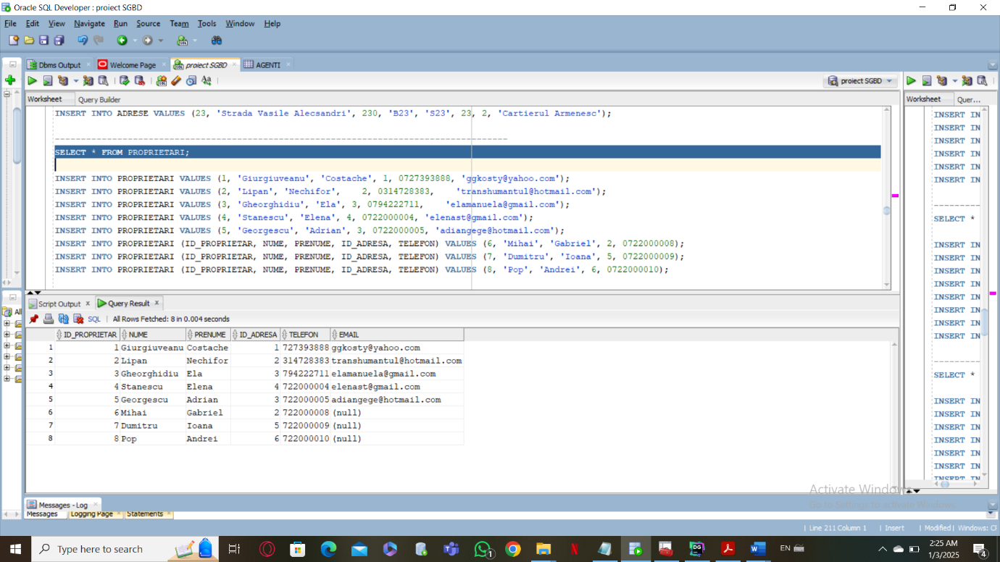 Oracle SQL Developer : proiect SGBD
File Edit View Navigate Run Source Team Tools Window Help
Dbms Output Welcome Page proiect SGBD AGENTI
proiect SGBD
Worksheet Query Builder
Worksheet Quer...
INSERT INTO ADRESE VALUES (23, 'Strada Vasile Alecsandri', 230, 'B23', 'S23', 23, 2, 'Cartierul Armenesc');
--------------------------------------------------------------------------------------
SELECT * FROM PROPRIETARI;
INSERT INTO PROPRIETARI VALUES (1, 'Giurgiuveanu', 'Costache', 1, 0727393888, 'ggkosty@yahoo.com');
INSERT INTO PROPRIETARI VALUES (2, 'Lipan', 'Nechifor', 2, 0314728383, 'transhumantul@hotmail.com');
INSERT INTO PROPRIETARI VALUES (3, 'Gheorghidiu', 'Ela', 3, 0794222711, 'elamanuela@gmail.com');
INSERT INTO PROPRIETARI VALUES (4, 'Stanescu', 'Elena', 4, 0722000004, 'elenast@gmail.com');
INSERT INTO PROPRIETARI VALUES (5, 'Georgescu', 'Adrian', 3, 0722000005, 'adiangege@hotmail.com');
INSERT INTO PROPRIETARI (ID_PROPRIETAR, NUME, PRENUME, ID_ADRESA, TELEFON) VALUES (6, 'Mihai', 'Gabriel', 2, 0722000008);
INSERT INTO PROPRIETARI (ID_PROPRIETAR, NUME, PRENUME, ID_ADRESA, TELEFON) VALUES (7, 'Dumitru', 'Ioana', 5, 0722000009);
INSERT INTO PROPRIETARI (ID_PROPRIETAR, NUME, PRENUME, ID_ADRESA, TELEFON) VALUES (8, 'Pop', 'Andrei', 6, 0722000010);
Script Output Query Result
SQL All Rows Fetched: 8 in 0.004 seconds
ID_PROPRIETAR NUME PRENUME ID_ADRESA TELEFON EMAIL
1 1 Giurgiuveanu Costache 1 727393888 ggkosty@yahoo.com
2 2 Lipan Nechifor 2 314728383 transhumantul@hotmail.com
3 3 Gheorghidiu Ela 3 794222711 elamanuela@gmail.com
4 4 Stanescu Elena 4 722000004 elenast@gmail.com
5 5 Georgescu Adrian 3 722000005 adiangege@hotmail.com
6 6 Mihai Gabriel 2 722000008 (null)
7 7 Dumitru Ioana 5 722000009 (null)
8 8 Pop Andrei 6 722000010 (null)
All
INSERT IN
INSERT IN
INSERT IN
INSERT IN
INSERT IN
INSERT IN
---------
SELECT *
INSERT IN
INSERT IN
INSERT IN
INSERT IN
INSERT IN
INSERT IN
INSERT IN
INSERT IN
---------
SELECT *
INSERT IN
INSERT IN
INSERT IN
INSERT IN
INSERT IN
INSERT IN
INSERT IN
Activate Windows
Go to Settings to activate Windows.
Messages - Log
Messages Logging Page Statements
Line 211 Column 1 Insert Modified Windows: CF
Type here to search
1
EN
2:25 AM
1/3/2025
4